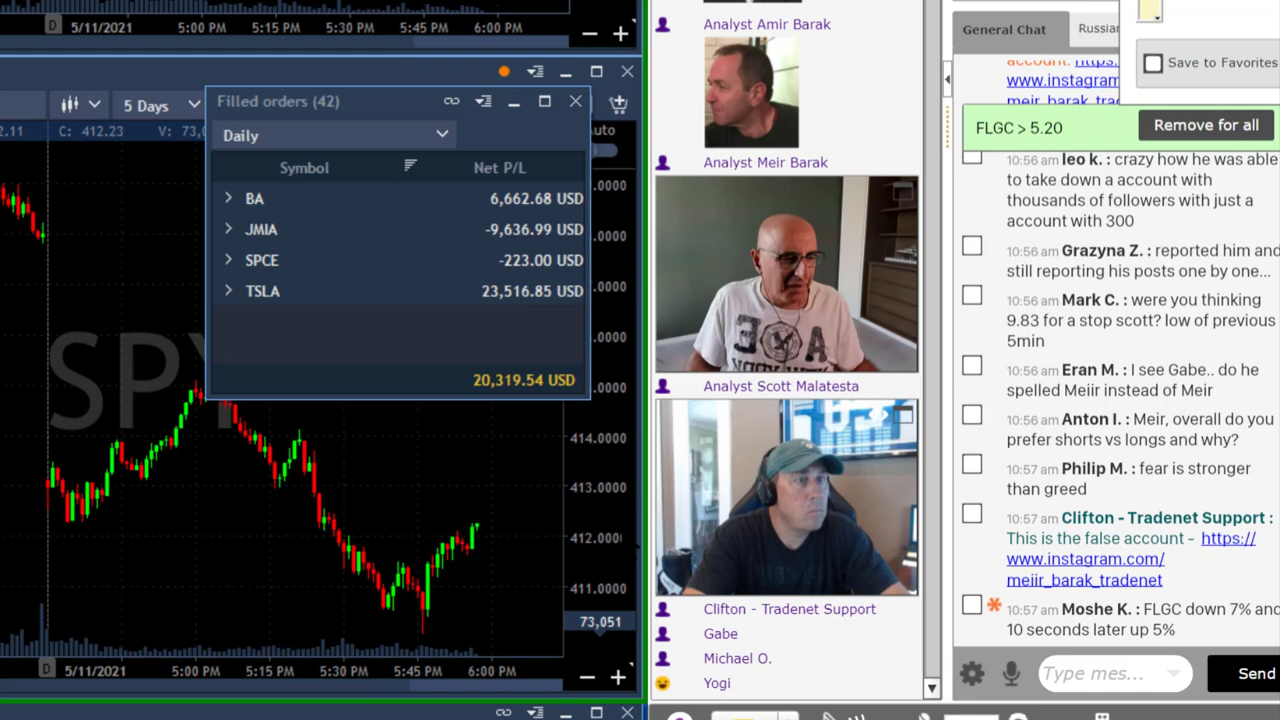 D 5/11/2021 5:00 PM 5:15 PM 5:30 PM 5:45 PM 6:00 PM
5 Days
C: 412.23 V: 73,0
Auto
Filled orders (42)
Daily
Symbol Net P/L
BA 6,662.68 USD
JMIA -9,636.99 USD
SPCE -223.00 USD
TSLA 23,516.85 USD
20,319.54 USD
SPY
414.0000
413.0000
412.0000
411.0000
73,051
D 5/11/2021 5:00 PM 5:15 PM 5:30 PM 5:45 PM 6:00 PM
Analyst Amir Barak
Analyst Meir Barak
Analyst Scott Malatesta
Clifton - Tradenet Support
Gabe
Michael O.
Yogi
General Chat
Russian
Save to Favorites
account: https:
www.instagram
meir_barak_trad
FLGC > 5.20
Remove for all
10:56 am leo k. : crazy how he was able
to take down a account with
thousands of followers with just a
account with 300
10:56 am Grazyna Z. : reported him and
still reporting his posts one by one...
10:56 am Mark C. : were you thinking
9.83 for a stop scott? low of previous
5min
10:56 am Eran M. : I see Gabe.. do he
spelled Meiir instead of Meir
10:56 am Anton I. : Meir, overall do you
prefer shorts vs longs and why?
10:57 am Philip M. : fear is stronger
than greed
10:57 am Clifton - Tradenet Support :
This is the false account - https://
www.instagram.com/
meiir_barak_tradenet
10:57 am Moshe K. : FLGC down 7% and
10 seconds later up 5%
Type mes...
Send